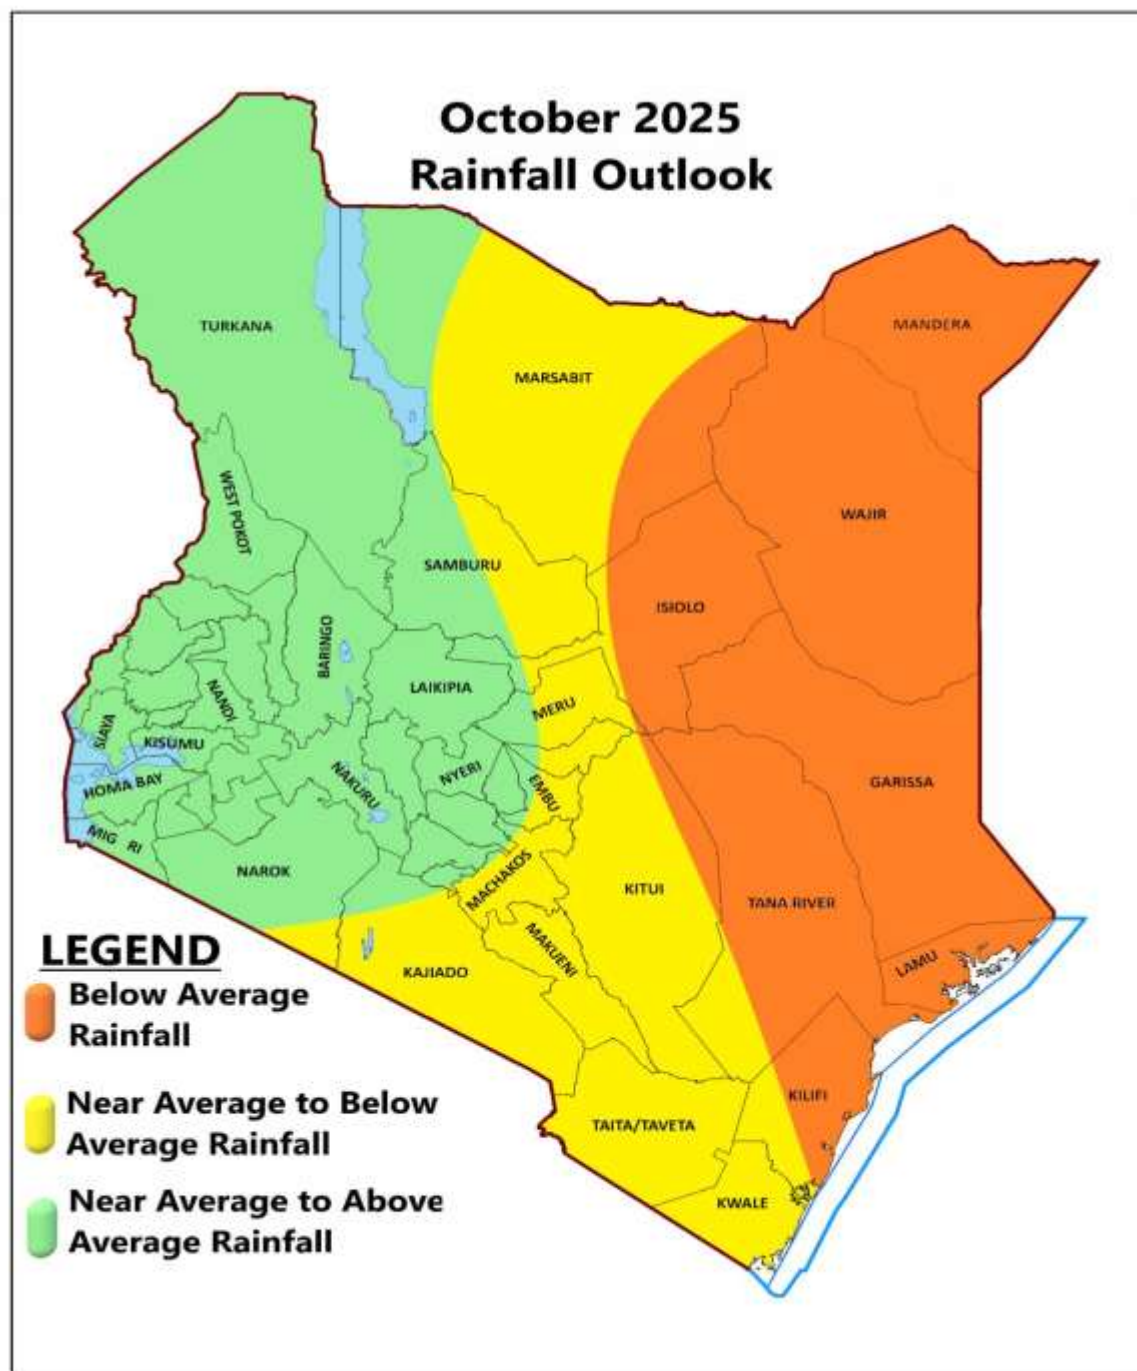 October 2025
Rainfall Outlook
TURKANA
MARSABIT
MANDERA
WEST POKOT
SAMBURU
WAJIR
ISIOLO
BARINGO
LAIKIPIA
NANDI
MERU
SIAYA
KISUMU
HOMA BAY
NAKURU
NYERI
EMBU
GARISSA
MIG RI
NAROK
MACHAKOS
KITUI
TANA RIVER
MAKUENI
KAJIADO
LAMU
KILIFI
TAITA/TAVETA
KWALE
LEGEND
Below Average
Rainfall
Near Average to Below
Average Rainfall
Near Average to Above
Average Rainfall